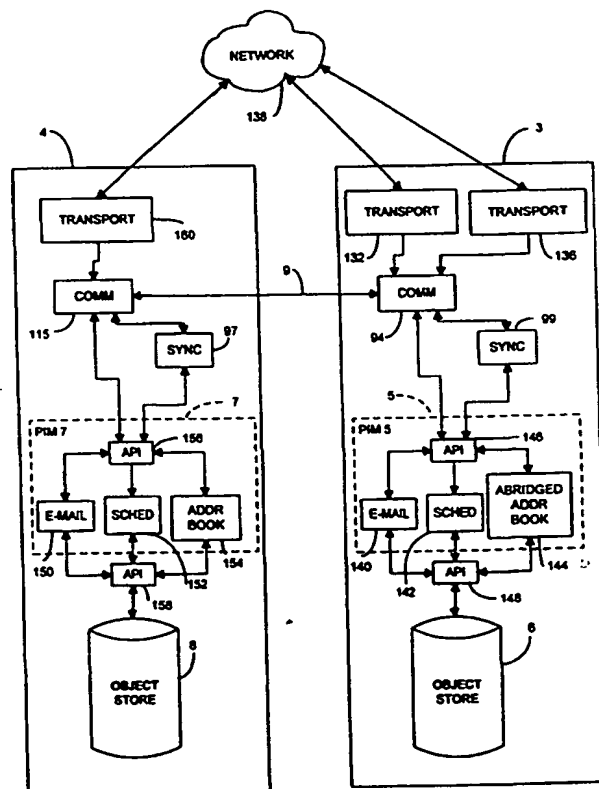 NETWORK
138
4
3
TRANSPORT
160
TRANSPORT
132
TRANSPORT
136
9
COMM
115
COMM
94
SYNC
97
SYNC
99
7
5
PIM 7
API
156
PIM 5
API
146
E-MAIL
150
SCHED
152
ADDR
BOOK
154
E-MAIL
140
SCHED
142
ABRIDGED
ADDR
BOOK
144
API
158
API
148
8
OBJECT
STORE
6
OBJECT
STORE